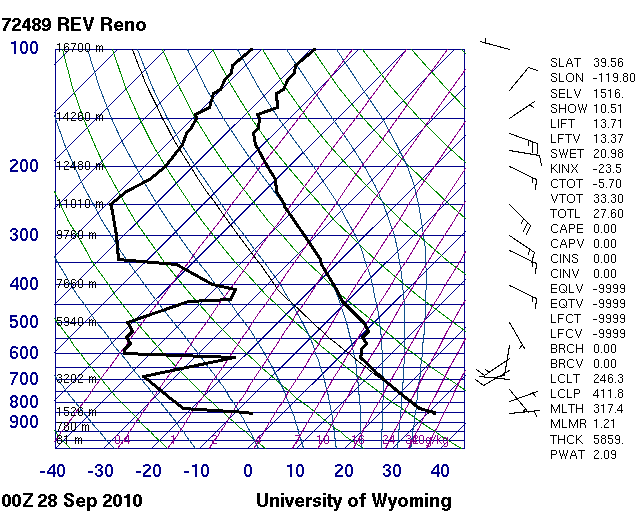 72489 REV Reno
100 16700 m
14260 m
200 12480 m
11010 m
300 9760 m
400 7660 m
500 5940 m
600
700 3202 m
800 1526 m
900 780 m
81 m 0.4 1 2 4 7 10 16 24 32 40g/kg
-40 -30 -20 -10 0 10 20 30 40
00Z 28 Sep 2010 University of Wyoming
SLAT 39.56
SLON -119.80
SELV 1516.
SHOW 10.51
LIFT 13.71
LFTV 13.37
SWET 20.98
KINX -23.5
CTOT -5.70
VTOT 33.30
TOTL 27.60
CAPE 0.00
CAPV 0.00
CINS 0.00
CINV 0.00
EQLV -9999
EQTV -9999
LFCT -9999
LFCV -9999
BRCH 0.00
BRCV 0.00
LCLT 246.3
LCLP 411.8
MLTH 317.4
MLMR 1.21
THCK 5859.
PWAT 2.09